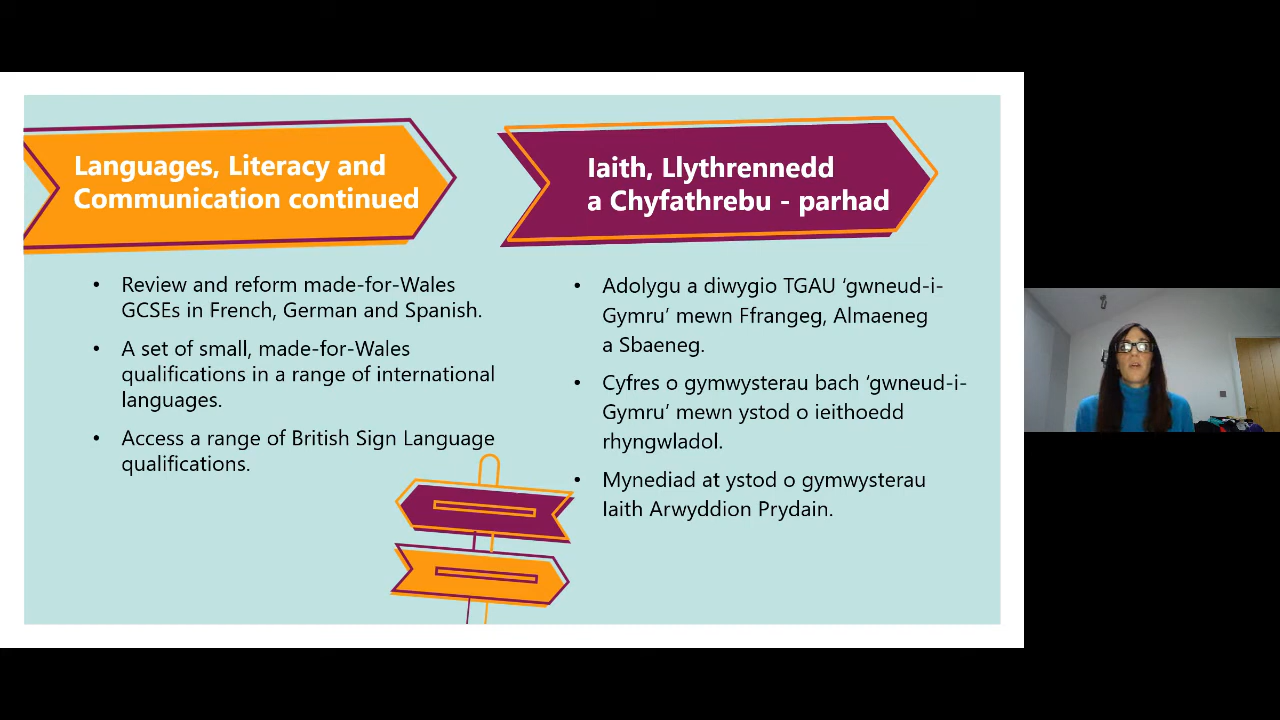 Languages, Literacy and
Communication continued
• Review and reform made-for-Wales
GCSEs in French, German and Spanish.
• A set of small, made-for-Wales
qualifications in a range of international
languages.
• Access a range of British Sign Language
qualifications.
Iaith, Llythrennedd
a Chyfathrebu - parhad
• Adolygu a diwygio TGAU ‘gwneud-i-
Gymru’ mewn Ffrangeg, Almaeneg
a Sbaeneg.
• Cyfres o gymwysterau bach ‘gwneud-i-
Gymru’ mewn ystod o ieithoedd
rhyngwladol.
• Mynediad at ystod o gymwysterau
Iaith Arwyddion Prydain.